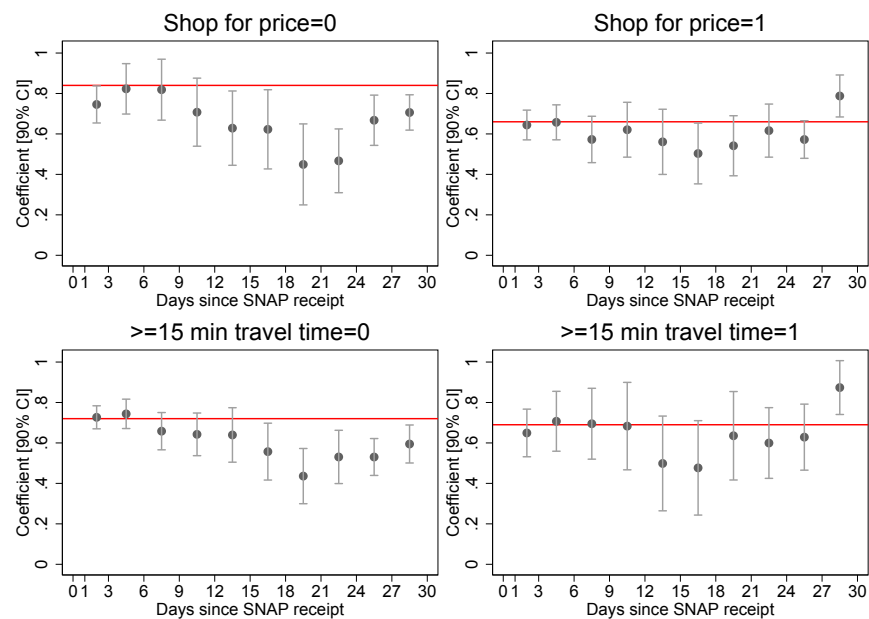 Shop for price=0
Shop for price=1
Coefficient [90% CI]
0 .2 .4 .6 .8 1
0 1 3 6 9 12 15 18 21 24 27 30
Days since SNAP receipt
Coefficient [90% CI]
0 .2 .4 .6 .8 1
0 1 3 6 9 12 15 18 21 24 27 30
Days since SNAP receipt
>=15 min travel time=0
>=15 min travel time=1
Coefficient [90% CI]
0 .2 .4 .6 .8 1
0 1 3 6 9 12 15 18 21 24 27 30
Days since SNAP receipt
Coefficient [90% CI]
0 .2 .4 .6 .8 1
0 1 3 6 9 12 15 18 21 24 27 30
Days since SNAP receipt